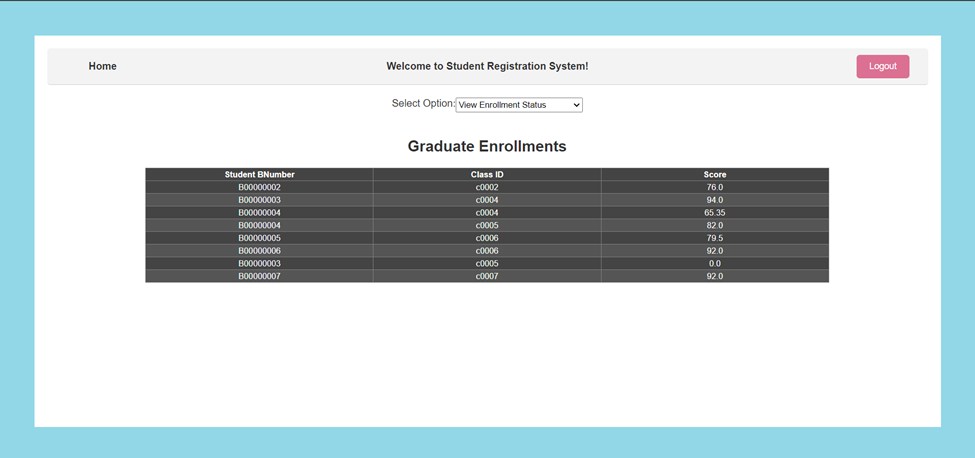 Home Welcome to Student Registration System! Logout
Select Option: View Enrollment Status
Graduate Enrollments
Student BNumber Class ID Score
B00000002 c0002 76.0
B00000003 c0004 94.0
B00000004 c0004 65.35
B00000004 c0005 82.0
B00000005 c0006 79.5
B00000006 c0006 92.0
B00000003 c0005 0.0
B00000007 c0007 92.0